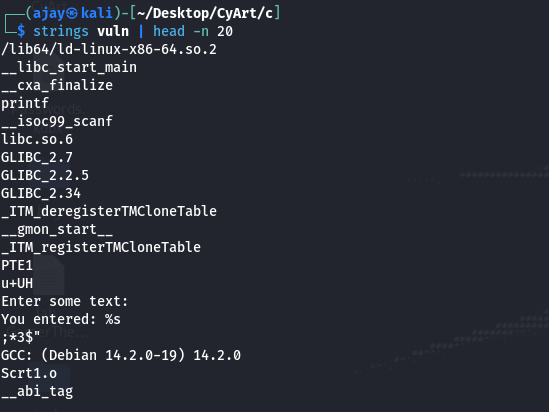 (ajay㉿kali)-[~/Desktop/CyArt/c]
$ strings vuln | head -n 20
/lib64/ld-linux-x86-64.so.2
__libc_start_main
__cxa_finalize
printf
__isoc99_scanf
libc.so.6
GLIBC_2.7
GLIBC_2.2.5
GLIBC_2.34
_ITM_deregisterTMCloneTable
__gmon_start__
_ITM_registerTMCloneTable
PTE1
u+UH
Enter some text:
You entered: %s
;*3$"
GCC: (Debian 14.2.0-19) 14.2.0
Scrt1.o
__abi_tag